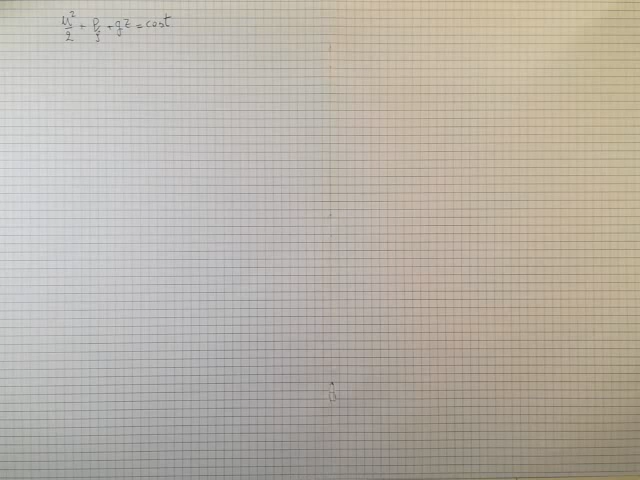 u²/2 + p/ρ + gz = cost